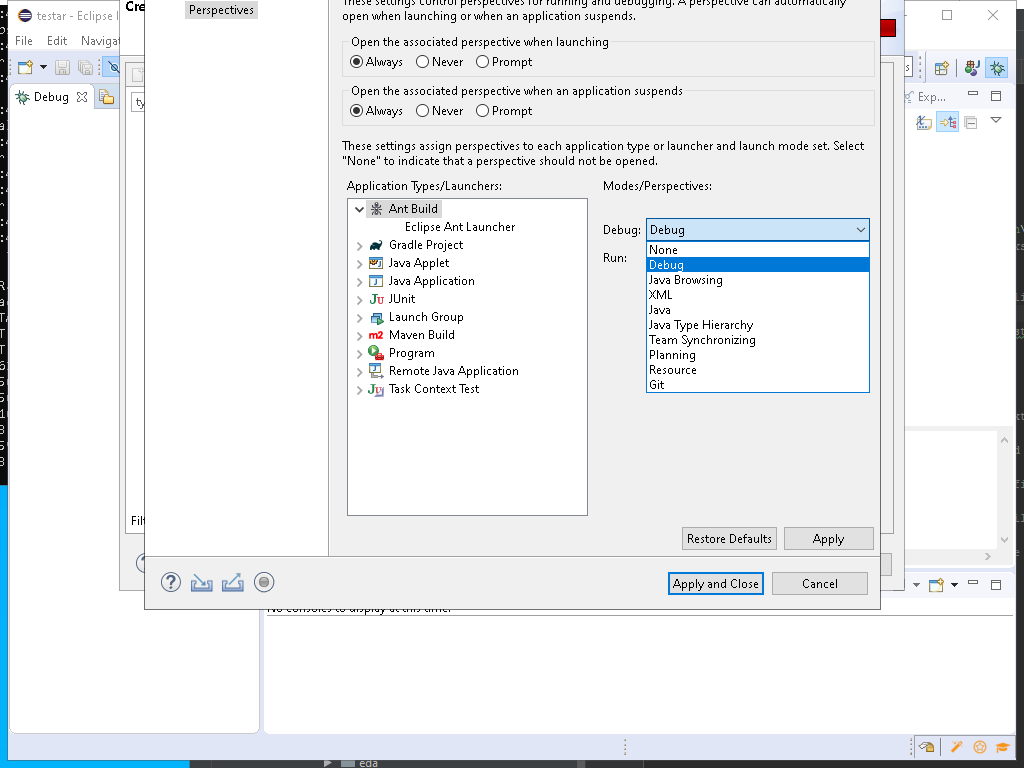 testar - Eclipse
Cre
File Edit Navigat
Debug
Perspectives
These settings control perspectives for running and debugging. A perspective can automatically
open when launching or when an application suspends.
Open the associated perspective when launching
Always Never Prompt
Open the associated perspective when an application suspends
Always Never Prompt
These settings assign perspectives to each application type or launcher and launch mode set. Select
"None" to indicate that a perspective should not be opened.
Application Types/Launchers:
Modes/Perspectives:
Ant Build
Eclipse Ant Launcher
Gradle Project
Java Applet
Java Application
JUnit
Launch Group
Maven Build
Program
Remote Java Application
Task Context Test
Debug: Debug
Run:
None
Debug
Java Browsing
XML
Java
Java Type Hierarchy
Team Synchronizing
Planning
Resource
Git
Exp...
ty
Filt
Restore Defaults Apply
Apply and Close Cancel
No consoles to display at this time.
eda